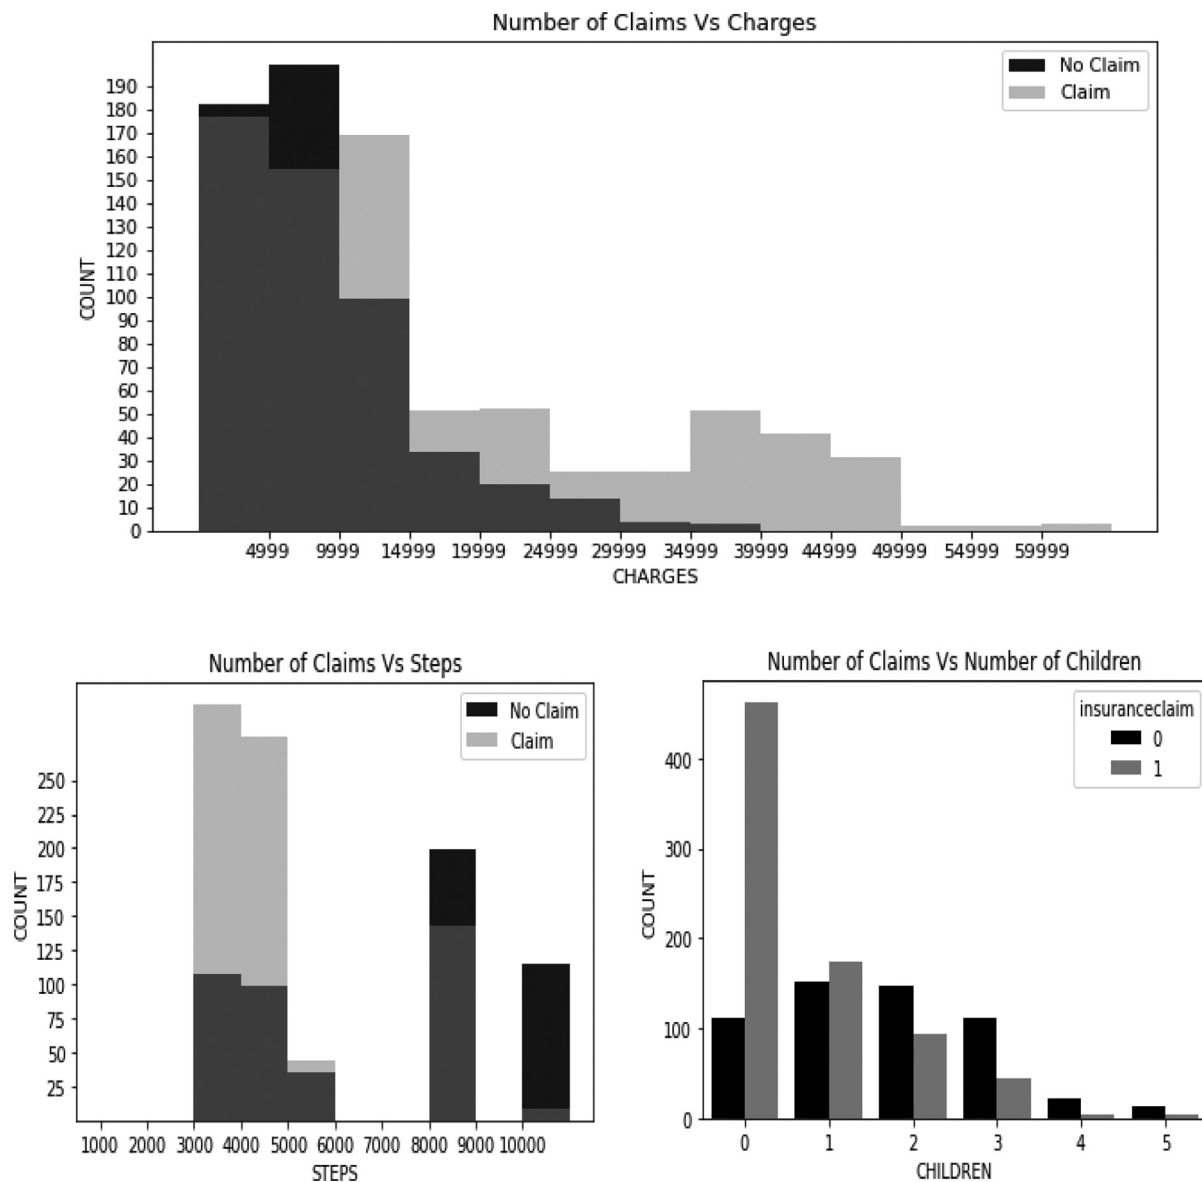 Number of Claims Vs Charges
No Claim
Claim
190
180
170
160
150
140
130
120
110
100
90
80
70
60
50
40
30
20
10
0
COUNT
4999 9999 14999 19999 24999 29999 34999 39999 44999 49999 54999 59999
CHARGES
Number of Claims Vs Steps
No Claim
Claim
250
225
200
175
150
125
100
75
50
25
COUNT
1000 2000 3000 4000 5000 6000 7000 8000 9000 10000
STEPS
Number of Claims Vs Number of Children
insuranceclaim
0
1
400
300
200
100
0
COUNT
0 1 2 3 4 5
CHILDREN